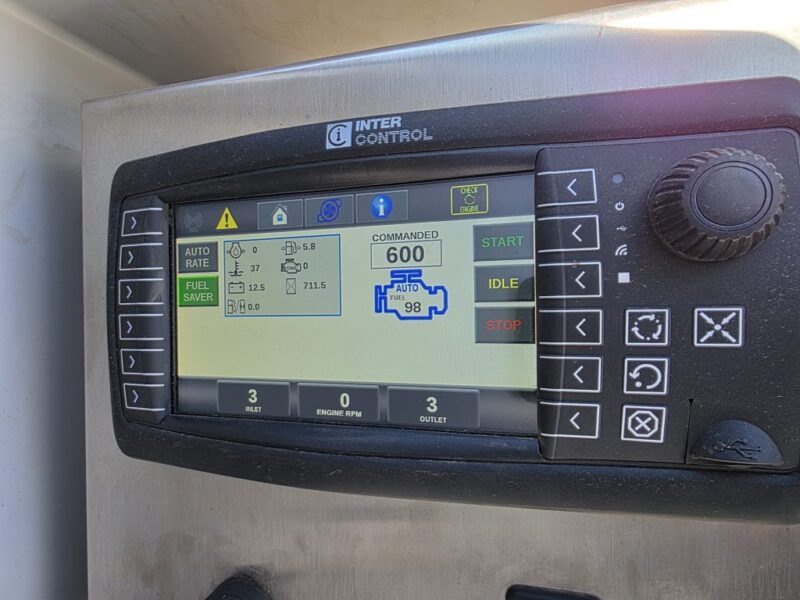 INTER
CONTROL
CHECK
ENGINE
AUTO
RATE
FUEL
SAVER
0
5.8
37
0
12.5
711.5
0.0
COMMANDED
600
AUTO
FUEL
98
START
IDLE
STOP
3
INLET
0
ENGINE RPM
3
OUTLET